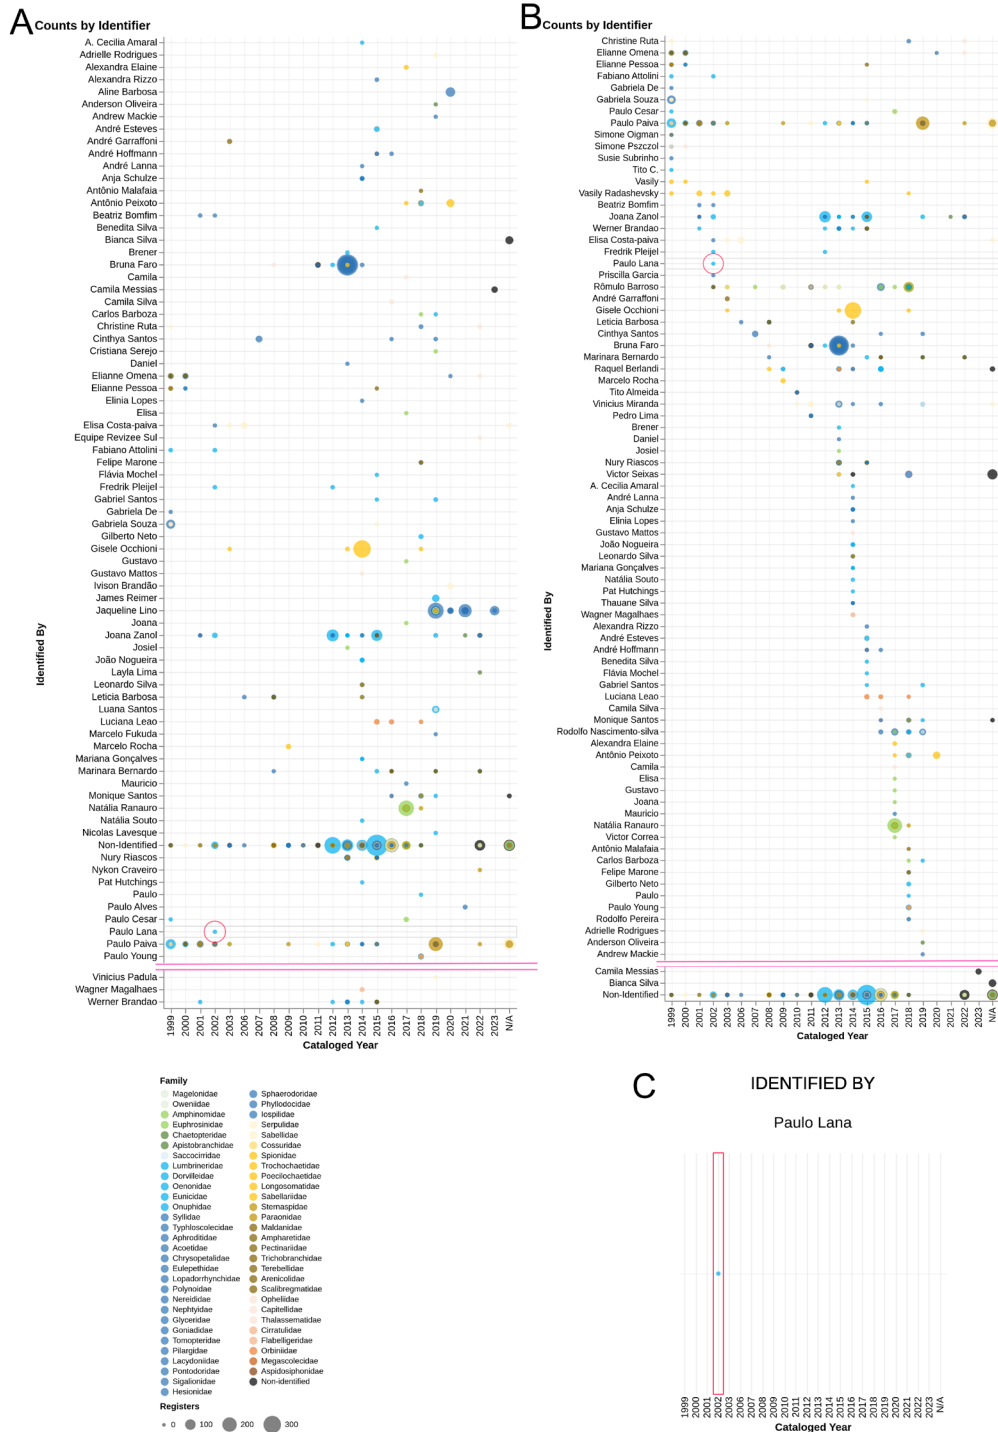 A
Counts by Identifier
A. Cecilia Amaral
Adrielle Rodrigues
Alexandra Elaine
Alexandra Rizzo
Aline Barbosa
Anderson Oliveira
Andrew Mackie
André Esteves
André Garraffoni
André Hoffmann
André Lanna
Anja Schulze
Antônio Malafaia
Antônio Peixoto
Beatriz Bomfim
Benedita Silva
Bianca Silva
Brener
Bruna Faro
Camila
Camila Messias
Camila Silva
Carlos Barboza
Christine Ruta
Cinthya Santos
Cristiana Serejo
Daniel
Elianne Omena
Elianne Pessoa
Elinia Lopes
Elisa
Elisa Costa-paiva
Equipe Revizee Sul
Fabiano Attolini
Felipe Marone
Flávia Mochel
Fredrik Pleijel
Gabriel Santos
Gabriela De
Gabriela Souza
Gilberto Neto
Gisele Occhioni
Gustavo
Gustavo Mattos
Ivison Brandão
James Reimer
Jaqueline Lino
Joana
Joana Zanol
Josiel
João Nogueira
Layla Lima
Leonardo Silva
Leticia Barbosa
Luana Santos
Luciana Leao
Marcelo Fukuda
Marcelo Rocha
Mariana Gonçalves
Marinara Bernardo
Mauricio
Monique Santos
Natália Ranauro
Natália Souto
Nicolas Lavesque
Non-Identified
Nury Riascos
Nykon Craveiro
Pat Hutchings
Paulo
Paulo Alves
Paulo Cesar
Paulo Lana
Paulo Paiva
Paulo Young
Vinicius Padula
Wagner Magalhaes
Werner Brandao
Identified By
1999 2000 2001 2002 2003 2006 2007 2008 2009 2010 2011 2012 2013 2014 2015 2016 2017 2018 2019 2020 2021 2022 2023 N/A
Cataloged Year
B
Counts by Identifier
Christine Ruta
Elianne Omena
Elianne Pessoa
Fabiano Attolini
Gabriela De
Gabriela Souza
Paulo Cesar
Paulo Paiva
Simone Oigman
Simone Pszczol
Susie Subrinho
Tito C.
Vasily
Vasily Radashevsky
Beatriz Bomfim
Joana Zanol
Werner Brandao
Elisa Costa-paiva
Fredrik Pleijel
Paulo Lana
Priscilla Garcia
Rômulo Barroso
André Garraffoni
Gisele Occhioni
Leticia Barbosa
Cinthya Santos
Bruna Faro
Marinara Bernardo
Raquel Berlandi
Marcelo Rocha
Tito Almeida
Vinicius Miranda
Pedro Lima
Brener
Daniel
Josiel
Nury Riascos
Victor Seixas
A. Cecilia Amaral
André Lanna
Anja Schulze
Elinia Lopes
Gustavo Mattos
João Nogueira
Leonardo Silva
Mariana Gonçalves
Natália Souto
Pat Hutchings
Thauane Silva
Wagner Magalhaes
Alexandra Rizzo
André Esteves
André Hoffmann
Benedita Silva
Flávia Mochel
Gabriel Santos
Luciana Leao
Camila Silva
Monique Santos
Rodolfo Nascimento-silva
Alexandra Elaine
Antônio Peixoto
Camila
Elisa
Gustavo
Joana
Mauricio
Natália Ranauro
Victor Correa
Antônio Malafaia
Carlos Barboza
Felipe Marone
Gilberto Neto
Paulo
Paulo Young
Rodolfo Pereira
Adrielle Rodrigues
Anderson Oliveira
Andrew Mackie
Camila Messias
Bianca Silva
Non-Identified
Identified By
1999 2000 2001 2002 2003 2006 2007 2008 2009 2010 2011 2012 2013 2014 2015 2016 2017 2018 2019 2020 2021 2022 2023 N/A
Cataloged Year
Family
Magelonidae
Oweniidae
Amphinomidae
Euphrosinidae
Chaetopteridae
Apistobranchidae
Saccocirridae
Lumbrineridae
Dorvilleidae
Oenonidae
Eunicidae
Onuphidae
Syllidae
Typhloscolecidae
Aphroditidae
Acoetidae
Chrysopetalidae
Eulepethidae
Lopadorrhynchidae
Polynoidae
Nereididae
Nephtyidae
Glyceridae
Goniadidae
Tomopteridae
Pilargidae
Lacydoniidae
Pontodoridae
Sigalionidae
Hesionidae
Sphaerodoridae
Phyllodocidae
Iospilidae
Serpulidae
Sabellidae
Cossuridae
Spionidae
Trochochaetidae
Poecilochaetidae
Longosomatidae
Sabellariidae
Sternaspidae
Paraonidae
Maldanidae
Ampharetidae
Pectinariidae
Trichobranchidae
Terebellidae
Arenicolidae
Scalibregmatidae
Opheliidae
Capitellidae
Thalassematidae
Cirratulidae
Flabelligeridae
Orbiniidae
Megascolecidae
Aspidosiphonidae
Non-identified
Registers
0 100 200 300
C
IDENTIFIED BY
Paulo Lana
1999 2000 2001 2002 2003 2006 2007 2008 2009 2010 2011 2012 2013 2014 2015 2016 2017 2018 2019 2020 2021 2022 2023 N/A
Cataloged Year